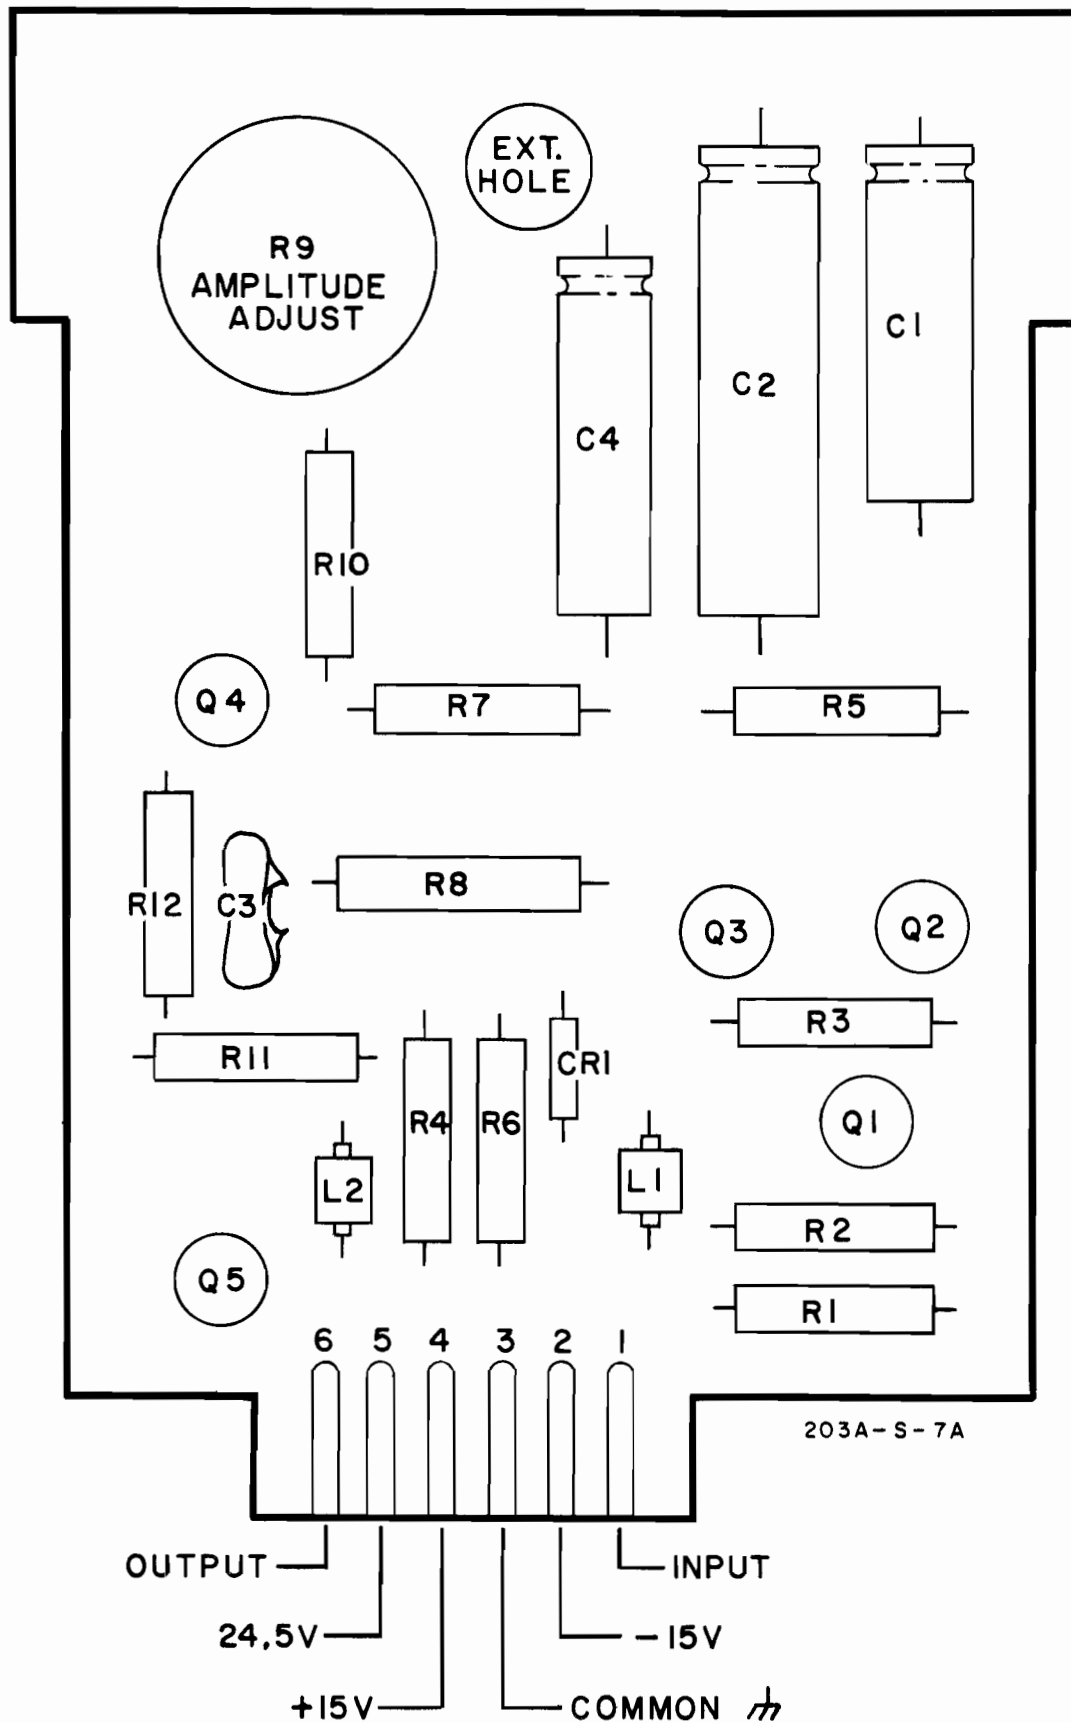 EXT.
HOLE
R9
AMPLITUDE
ADJUST
C1
C2
C4
R10
Q4
R7
R5
R12
C3
R8
Q3
Q2
R3
R11
CR1
R4
R6
Q1
L2
L1
R2
Q5
R1
6 5 4 3 2 1
203A-S-7A
OUTPUT
INPUT
24.5V
-15V
+15V
COMMON